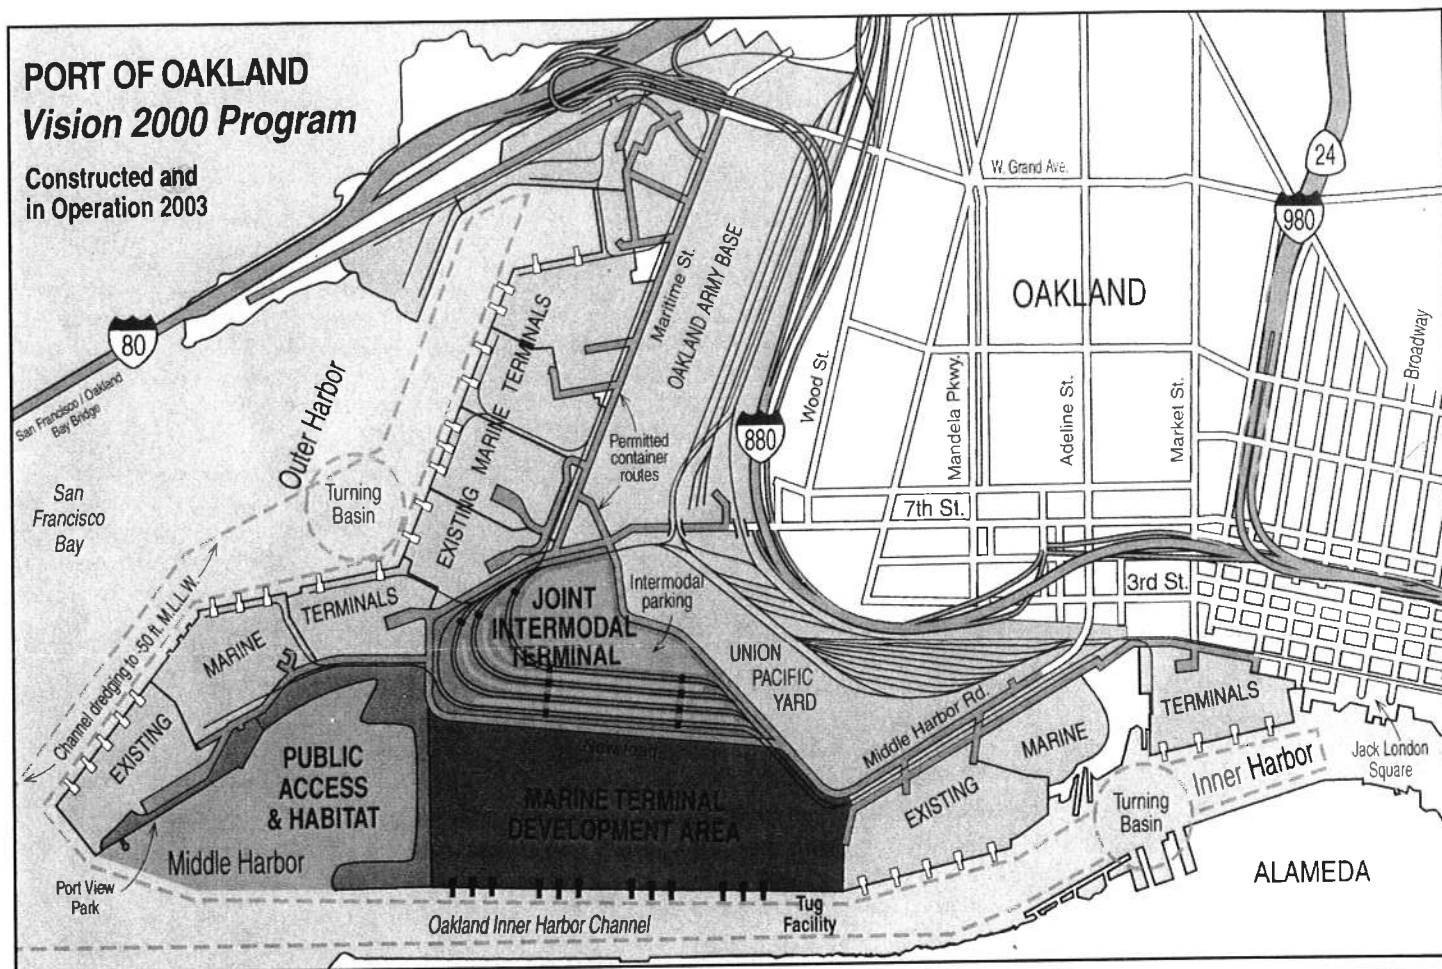 PORT OF OAKLAND
Vision 2000 Program
Constructed and
in Operation 2003
80
San Francisco / Oakland
Bay Bridge
San
Francisco
Bay
Outer Harbor
Turning
Basin
Channel dredging to -50 ft. M.L.L.W.
EXISTING MARINE TERMINALS
Maritime St.
OAKLAND ARMY BASE
Permitted
container
routes
880
Wood St.
Mandela Pkwy.
Adeline St.
Market St.
W. Grand Ave.
OAKLAND
24
980
Broadway
7th St.
3rd St.
EXISTING MARINE TERMINALS
JOINT
INTERMODAL
TERMINAL
Intermodal
parking
UNION
PACIFIC
YARD
Middle Harbor Rd.
PUBLIC
ACCESS
& HABITAT
Middle Harbor
Port View
Park
MARINE TERMINAL
DEVELOPMENT AREA
EXISTING MARINE TERMINALS
Inner Harbor
Turning
Basin
Jack London
Square
ALAMEDA
Tug
Facility
Oakland Inner Harbor Channel